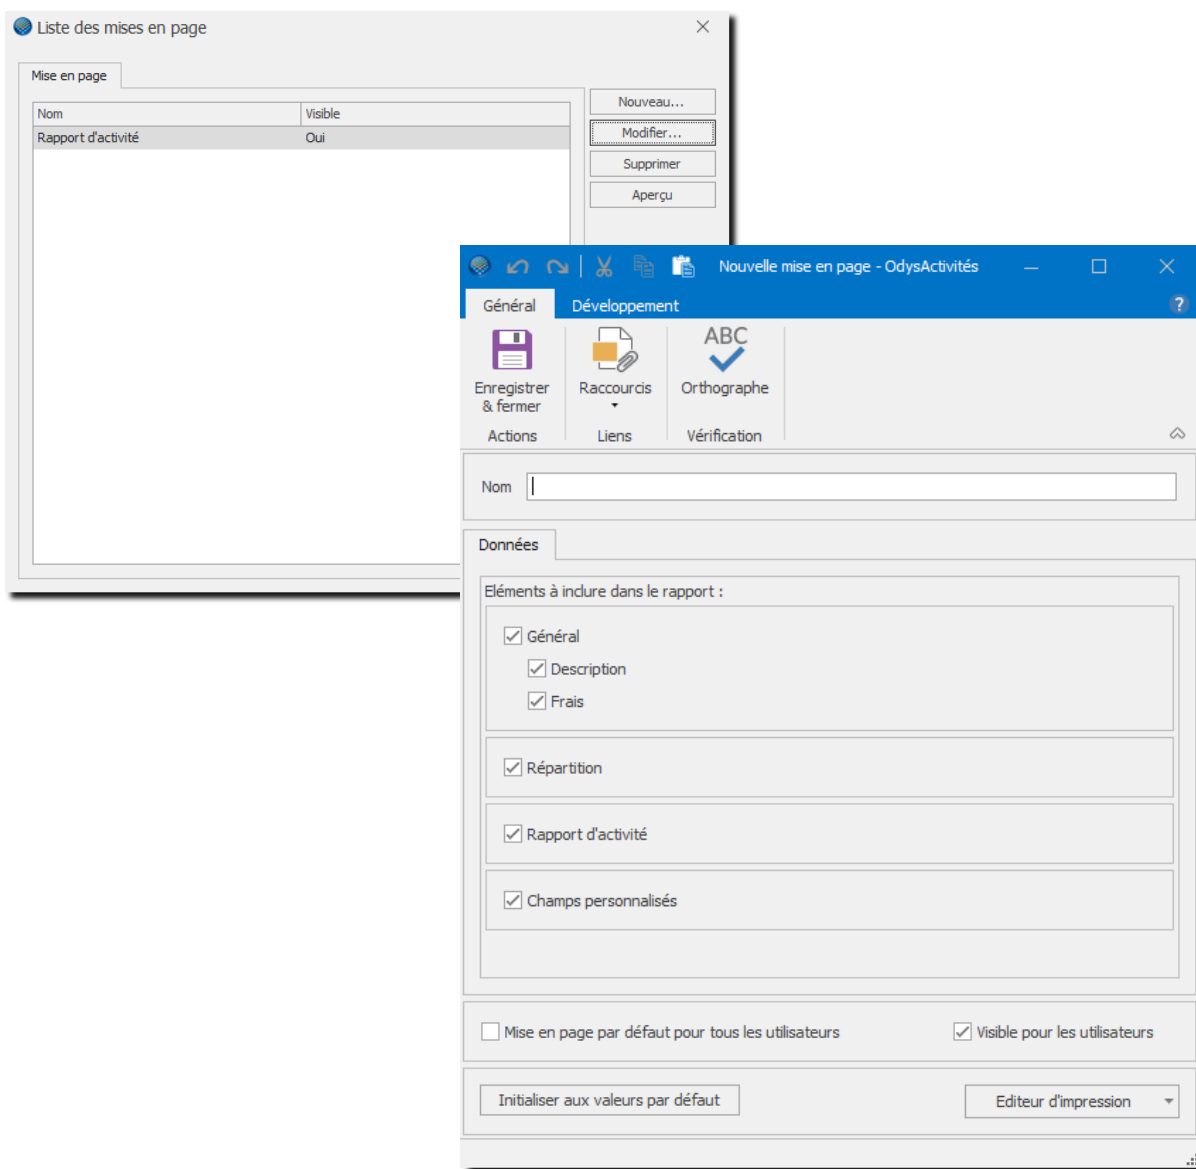 Liste des mises en page
Mise en page
Nom Visible
Rapport d'activité Oui
Nouveau...
Modifier...
Supprimer
Aperçu
Nouvelle mise en page - OdysActivités
Général Développement ?
ABC
Enregistrer & fermer
Raccourcis
Orthographe
Actions Liens Vérification
Nom
Données
Eléments à inclure dans le rapport :
Général
Description
Frais
Répartition
Rapport d'activité
Champs personnalisés
Mise en page par défaut pour tous les utilisateurs Visible pour les utilisateurs
Initialiser aux valeurs par défaut Editeur d'impression